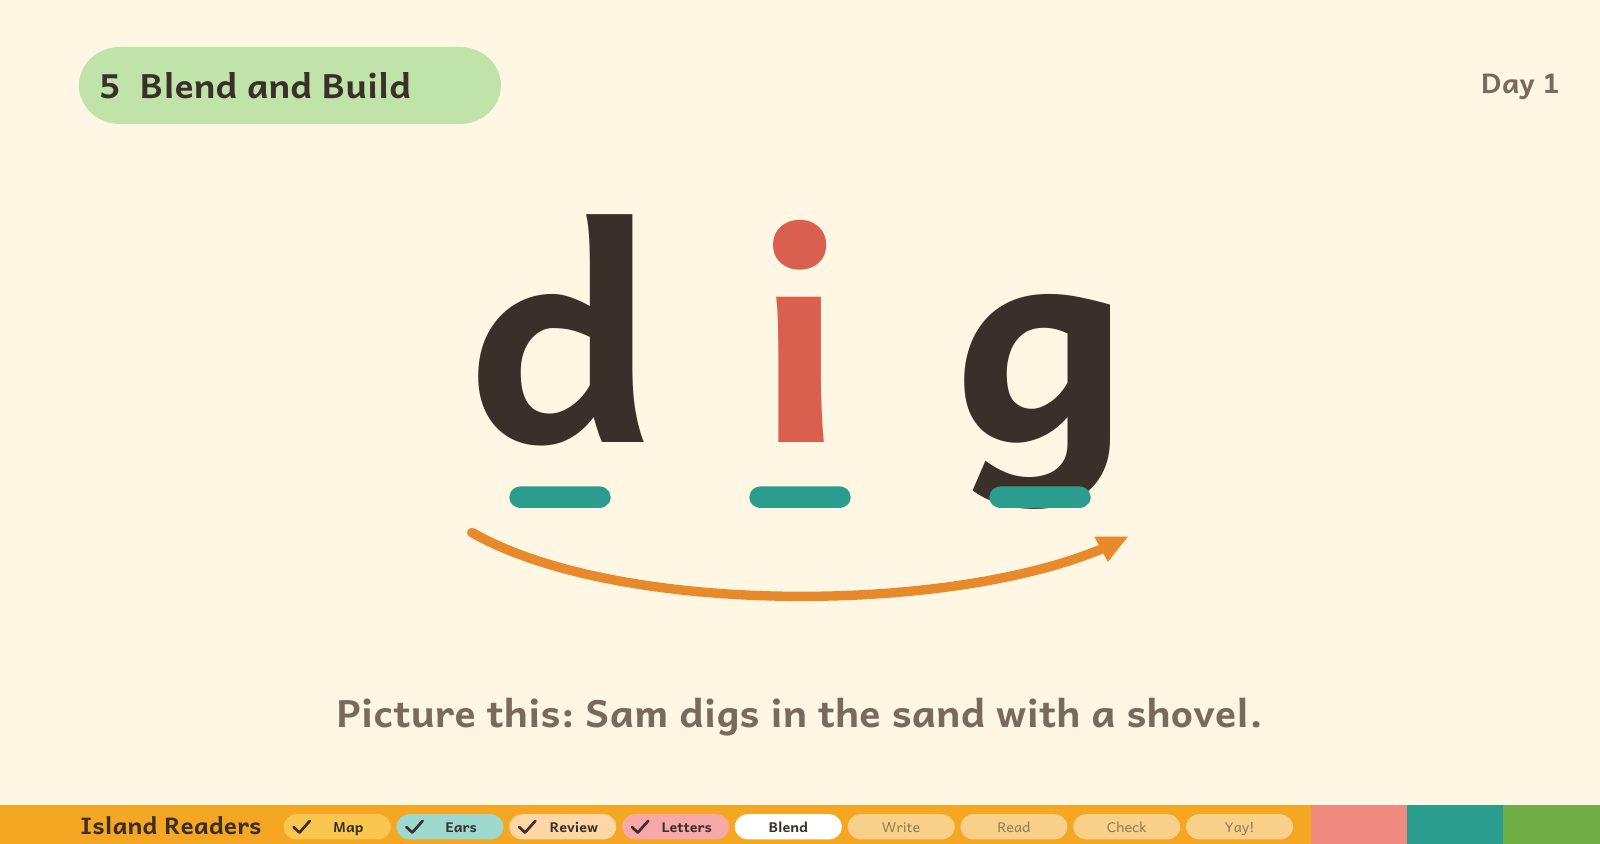 5 Blend and Build
Day 1
d i g
Picture this: Sam digs in the sand with a shovel.
Island Readers Map Ears Review Letters Blend Write Read Check Yay!